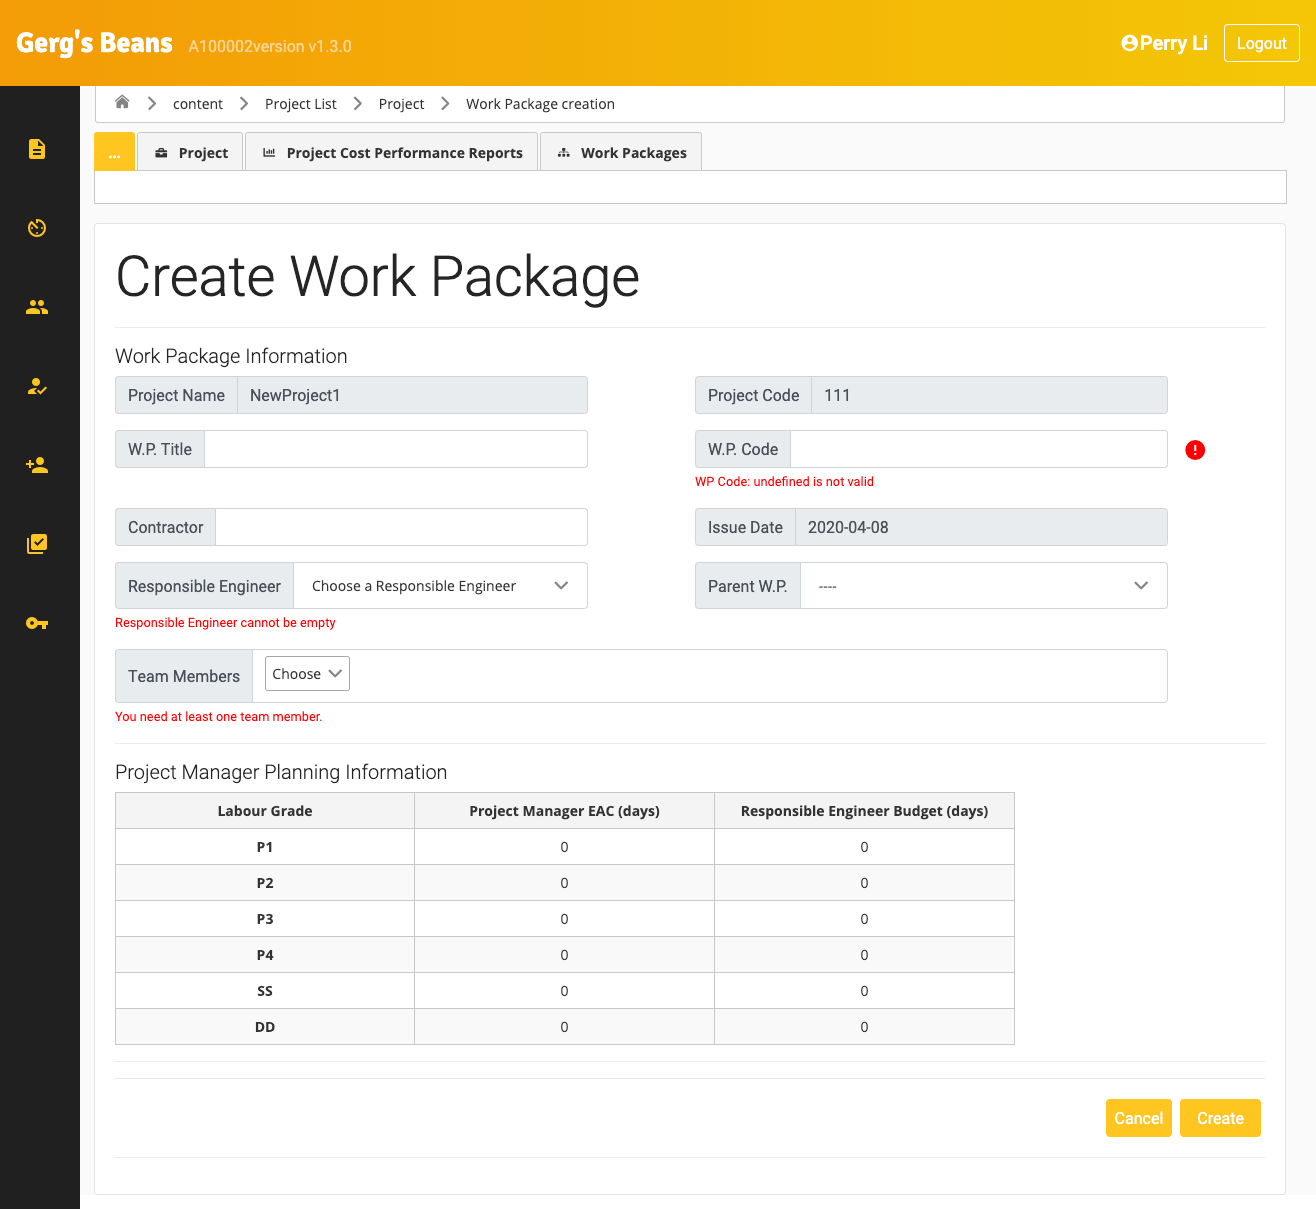 Gerg's Beans A100002version v1.3.0 Perry Li Logout
content Project List Project Work Package creation
... Project Project Cost Performance Reports Work Packages
Create Work Package
Work Package Information
Project Name NewProject1 Project Code 111
W.P. Title W.P. Code
WP Code: undefined is not valid
Contractor Issue Date 2020-04-08
Responsible Engineer Choose a Responsible Engineer Parent W.P. ----
Responsible Engineer cannot be empty
Team Members Choose
You need at least one team member.
Project Manager Planning Information
Labour Grade Project Manager EAC (days) Responsible Engineer Budget (days)
P1 0 0
P2 0 0
P3 0 0
P4 0 0
SS 0 0
DD 0 0
Cancel Create